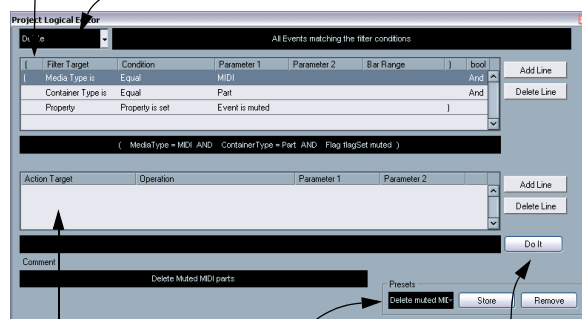 Project Logical Editor
All Events matching the filter conditions
( Filter Target Condition Parameter 1 Parameter 2 Bar Range ) bool
( Media Type is Equal MIDI And
Container Type is Equal Part And
Property Property is set Event is muted )
Add Line
Delete Line
( MediaType = MIDI AND ContainerType = Part AND Flag flagSet muted )
Action Target Operation Parameter 1 Parameter 2
Add Line
Delete Line
Do It
Comment
Delete Muted MIDI parts
Presets
Delete muted MID
Store
Remove